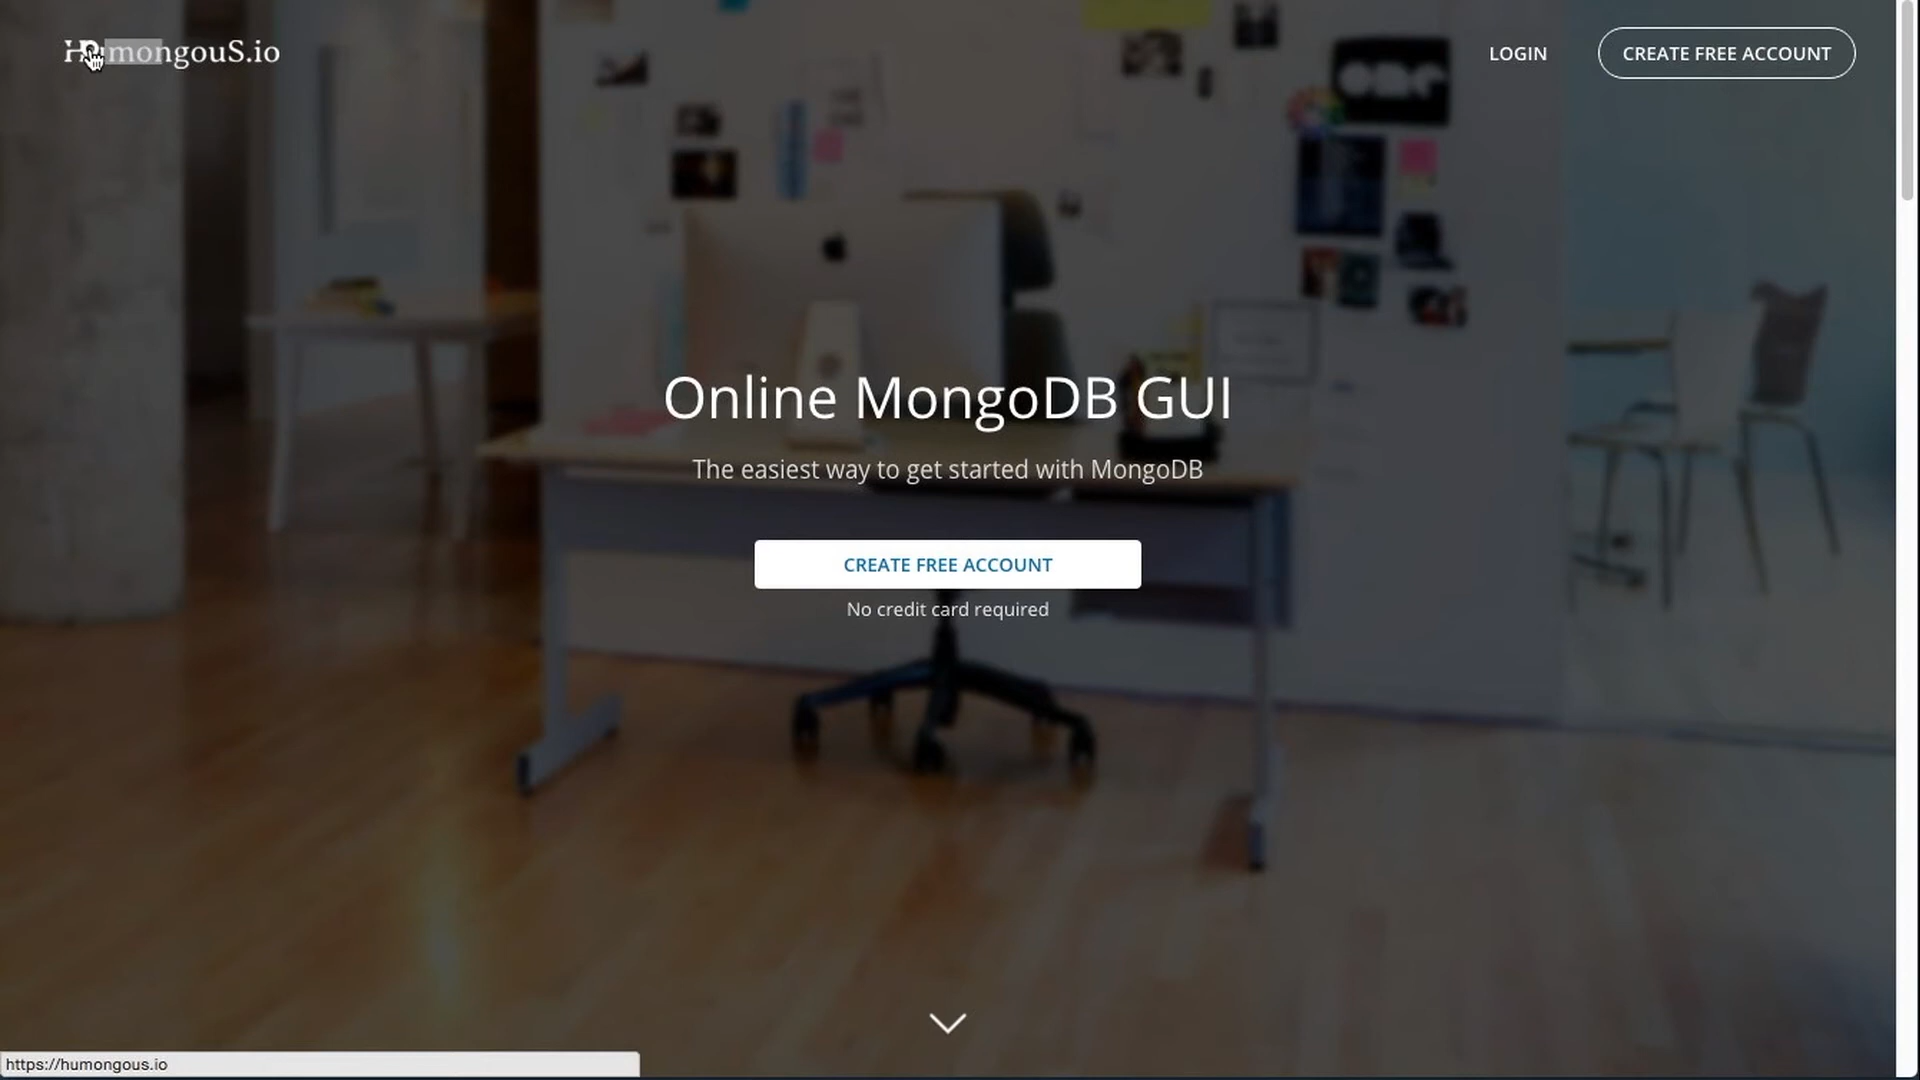 HumongouS.io
LOGIN
CREATE FREE ACCOUNT
Online MongoDB GUI
The easiest way to get started with MongoDB
CREATE FREE ACCOUNT
No credit card required
https://humongous.io